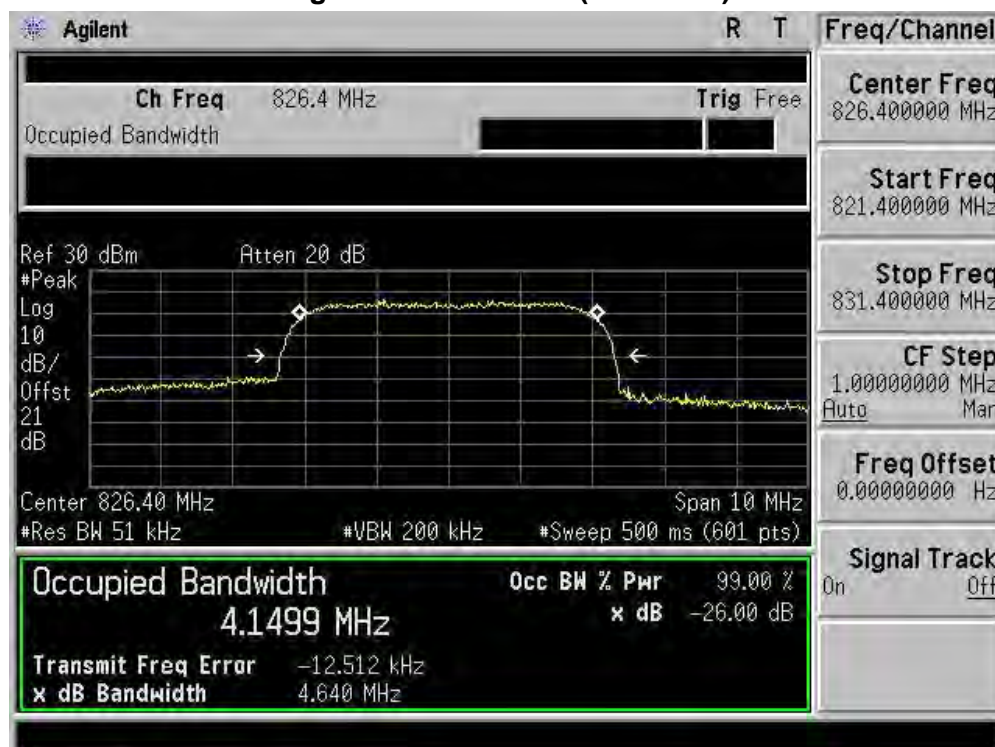 Agilent R T
Freq/Channel
Ch Freq 826.4 MHz Trig Free
Occupied Bandwidth
Center Freq
826.400000 MHz
Start Freq
821.400000 MHz
Stop Freq
831.400000 MHz
CF Step
1.00000000 MHz
Auto Man
Freq Offset
0.00000000 Hz
Signal Track
On Off
Ref 30 dBm Atten 20 dB
#Peak
Log
10
dB/
Offst
21
dB
Center 826.40 MHz Span 10 MHz
#Res BW 51 kHz #VBW 200 kHz #Sweep 500 ms (601 pts)
Occupied Bandwidth
4.1499 MHz
Occ BW % Pwr 99.00 %
x dB -26.00 dB
Transmit Freq Error -12.512 kHz
x dB Bandwidth 4.640 MHz